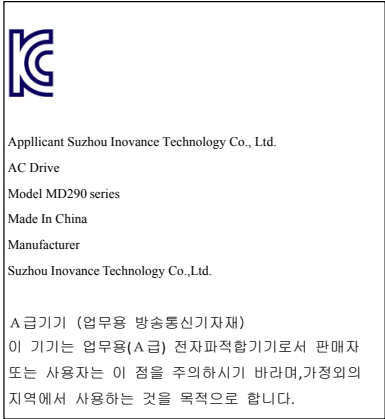 KC
Appllicant Suzhou Inovance Technology Co., Ltd.
AC Drive
Model MD290 series
Made In China
Manufacturer
Suzhou Inovance Technology Co.,Ltd.
A급기기 (업무용 방송통신기자재)
이 기기는 업무용(A급) 전자파적합기기로서 판매자
또는 사용자는 이 점을 주의하시기 바라며,가정외의
지역에서 사용하는 것을 목적으로 합니다.